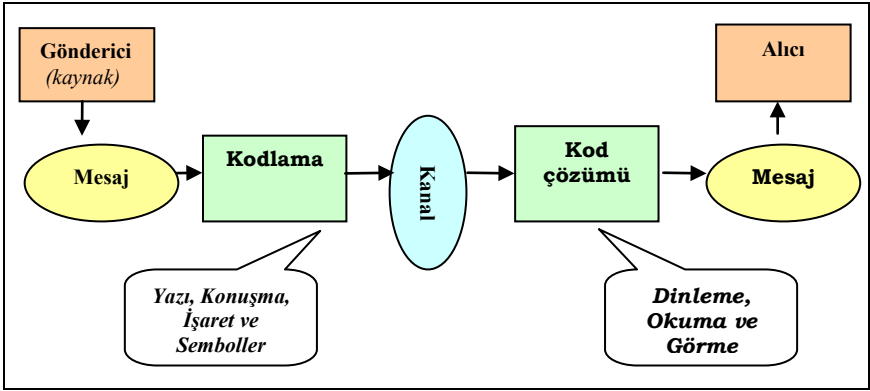 Gönderici
(kaynak)
Mesaj
Kodlama
Kanal
Kod
çözümü
Mesaj
Alıcı
Yazı, Konuşma,
İşaret ve
Semboller
Dinleme,
Okuma ve
Görme